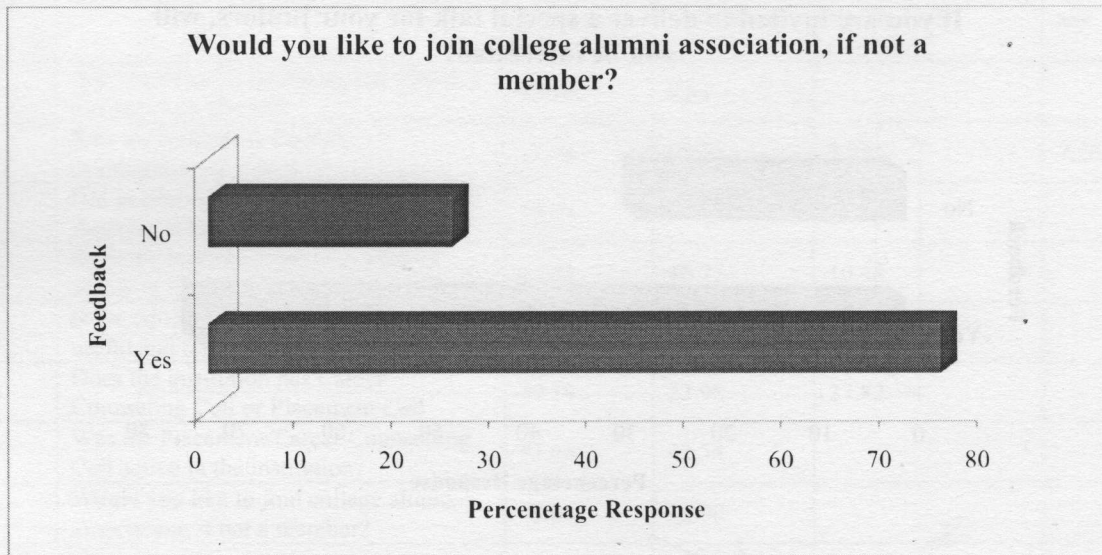 Would you like to join college alumni association, if not a
member?
No
Yes
Feedback
0 10 20 30 40 50 60 70 80
Percenetage Response